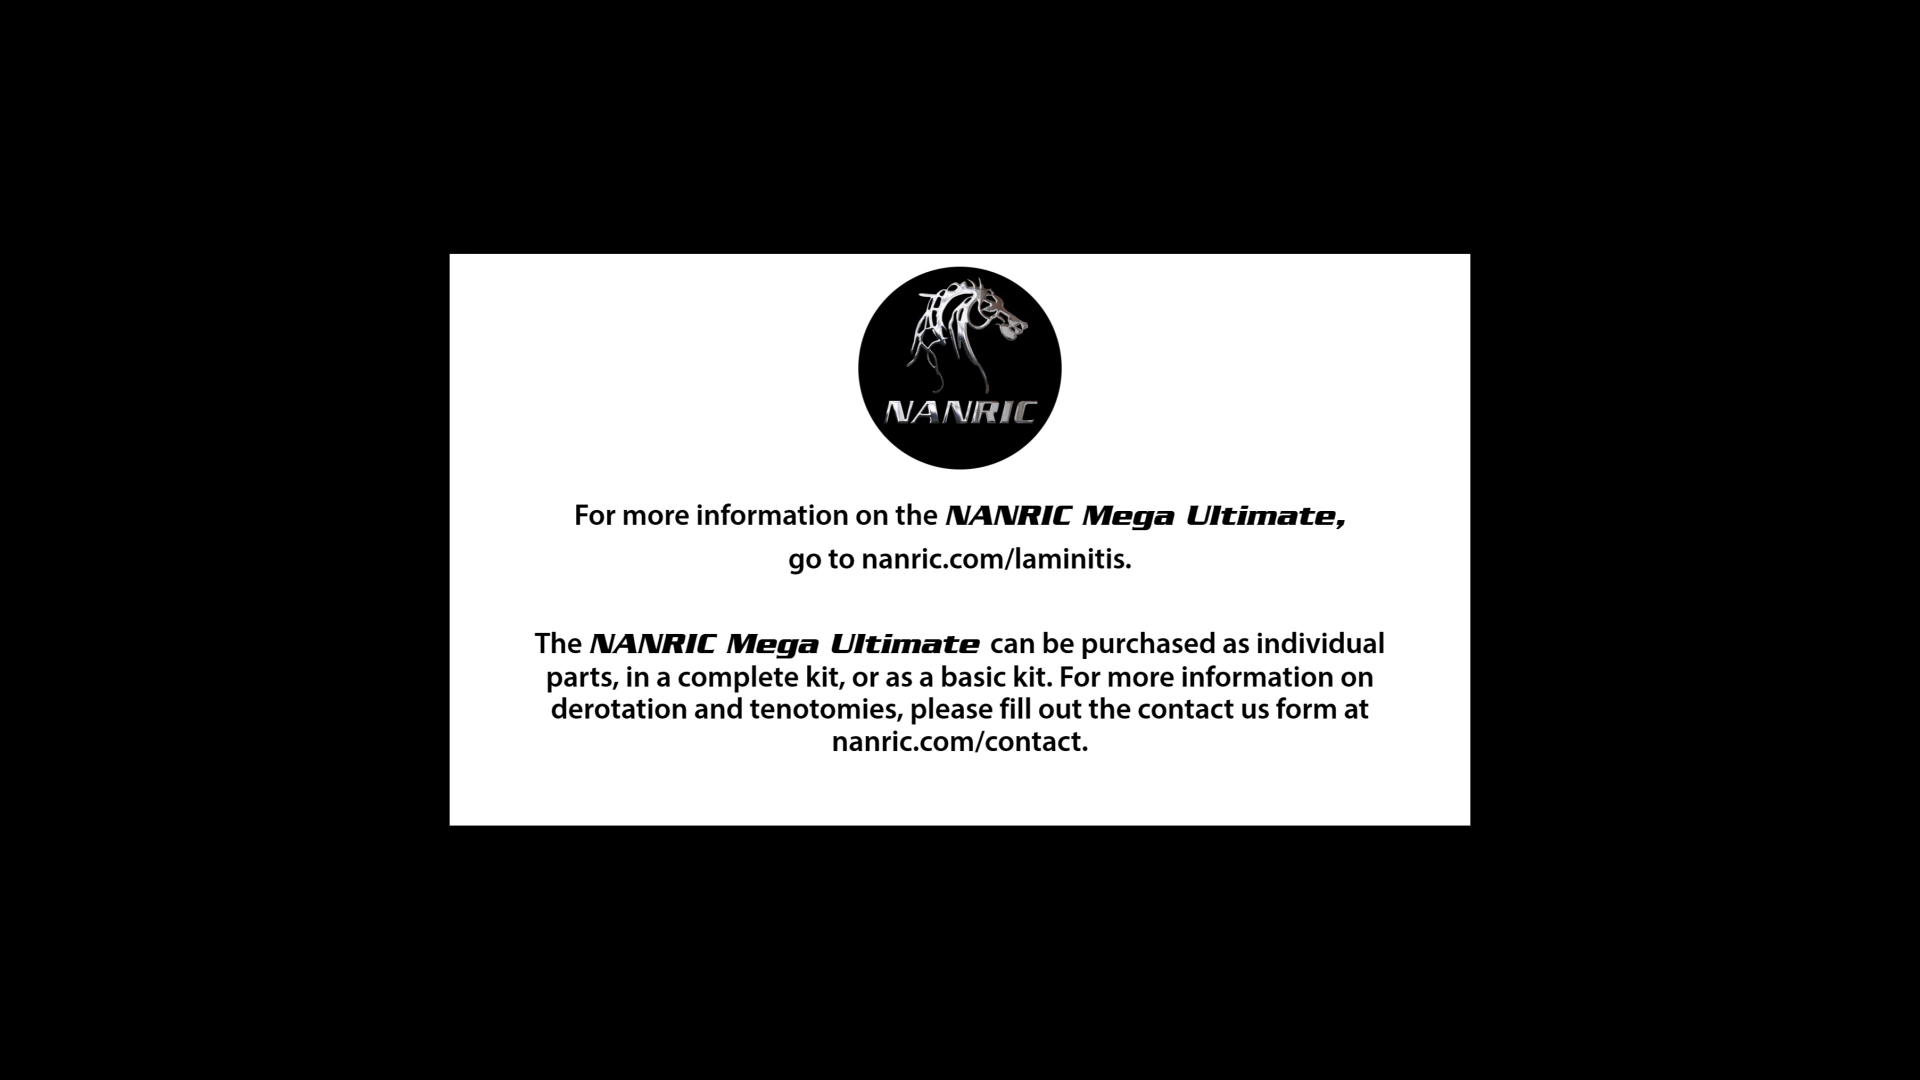 NANRIC
For more information on the NANRIC Mega Ultimate,
go to nanric.com/laminitis.
The NANRIC Mega Ultimate can be purchased as individual
parts, in a complete kit, or as a basic kit. For more information on
derotation and tenotomies, please fill out the contact us form at
nanric.com/contact.